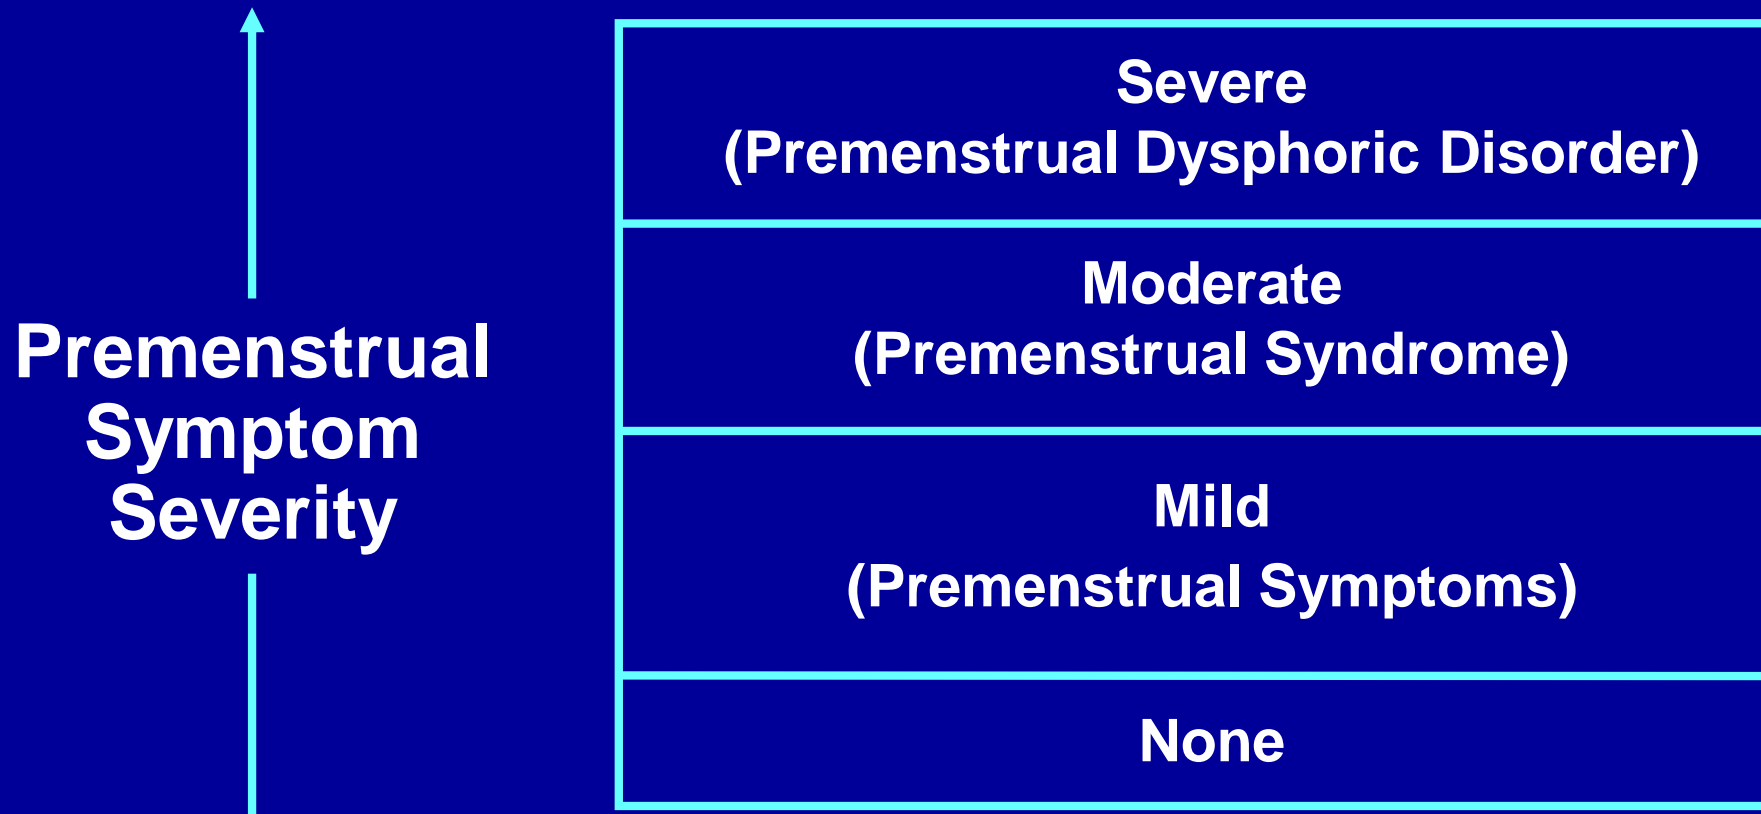 Premenstrual
Symptom
Severity
Severe
(Premenstrual Dysphoric Disorder)
Moderate
(Premenstrual Syndrome)
Mild
(Premenstrual Symptoms)
None